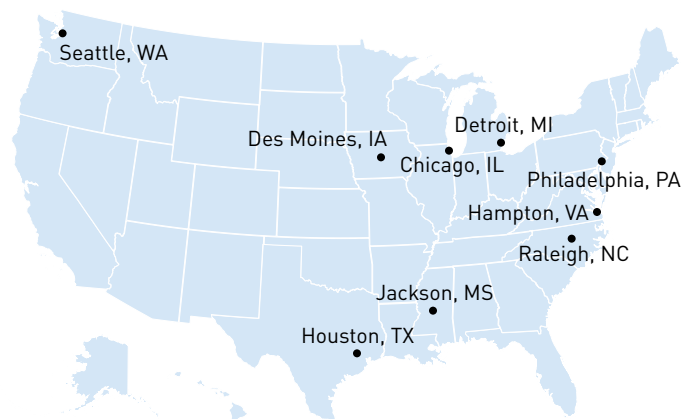 Seattle, WA
Detroit, MI
Des Moines, IA
Chicago, IL
Philadelphia, PA
Hampton, VA
Raleigh, NC
Jackson, MS
Houston, TX